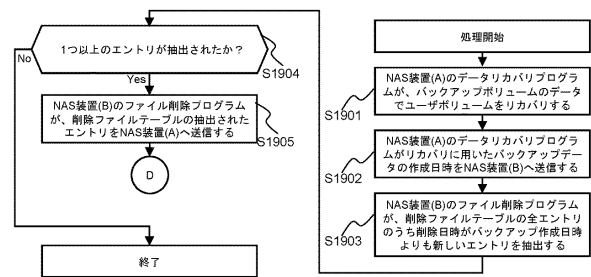 処理開始
NAS装置(A)のデータリカバリプログラム
が、バックアップボリュームのデータ
でユーザボリュームをリカバリする
S1901
NAS装置(A)のデータリカバリプログラ
ムがリカバリに用いたバックアップデー
タの作成日時をNAS装置(B)へ送信する
S1902
NAS装置(B)のファイル削除プログラム
が、削除ファイルテーブルの全エントリ
のうち削除日時がバックアップ作成日時
よりも新しいエントリを抽出する
S1903
1つ以上のエントリが抽出されたか？
S1904
No
Yes
NAS装置(B)のファイル削除プログラム
が、削除ファイルテーブルの抽出された
エントリをNAS装置(A)へ送信する
S1905
D
終了